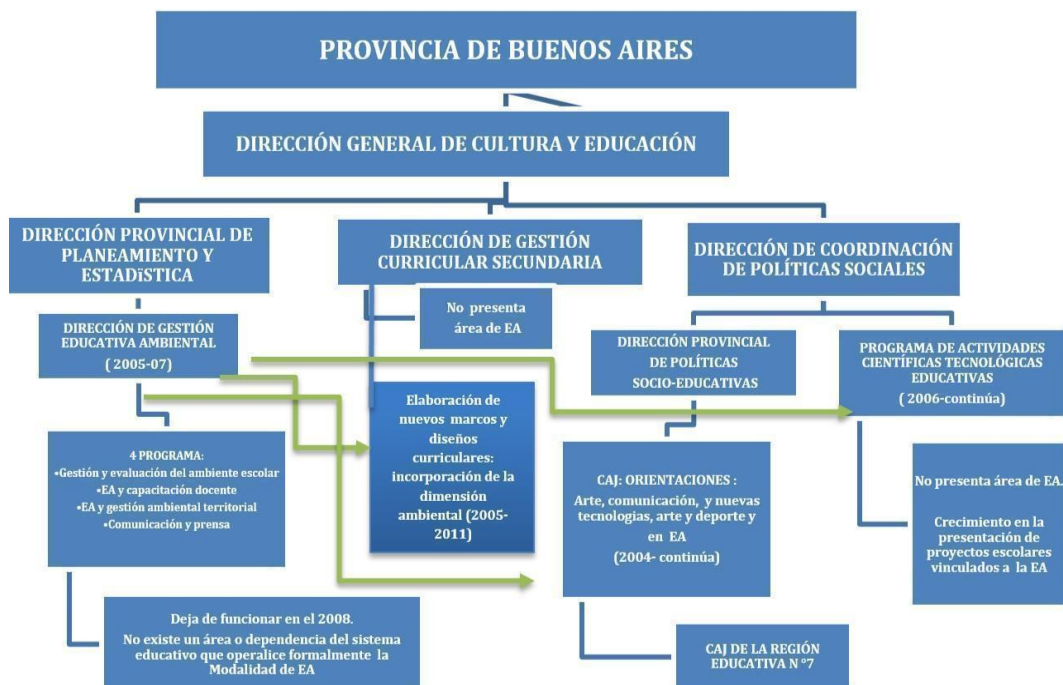 PROVINCIA DE BUENOS AIRES
DIRECCIÓN GENERAL DE CULTURA Y EDUCACIÓN
DIRECCIÓN PROVINCIAL DE
PLANEAMIENTO Y
ESTADïSTICA
DIRECCIÓN DE GESTIÓN
CURRICULAR SECUNDARIA
DIRECCIÓN DE COORDINACIÓN
DE POLÍTICAS SOCIALES
DIRECCIÓN DE GESTIÓN
EDUCATIVA AMBIENTAL
( 2005-07)
No presenta
área de EA
DIRECCIÓN PROVINCIAL
DE POLÍTICAS
SOCIO-EDUCATIVAS
PROGRAMA DE ACTIVIDADES
CIENTÍFICAS TECNOLÓGICAS
EDUCATIVAS
( 2006-continúa)
4 PROGRAMA:
•Gestión y evaluación del ambiente escolar
•EA y capacitación docente
•EA y gestión ambiental territorial
•Comunicación y prensa
Elaboración de
nuevos marcos y
diseños
curriculares:
incorporación de la
dimensión
ambiental (2005-
2011)
CAJ: ORIENTACIONES :
Arte, comunicación, y nuevas
tecnologias, arte y deporte y
en EA
(2004- continúa)
No presenta área de EA.
Crecimiento en la
presentación de
proyectos escolares
vinculados a la EA
Deja de funcionar en el 2008.
No existe un área o dependencia del sistema
educativo que operalice formalmente la
Modalidad de EA
CAJ DE LA REGIÓN
EDUCATIVA N °7